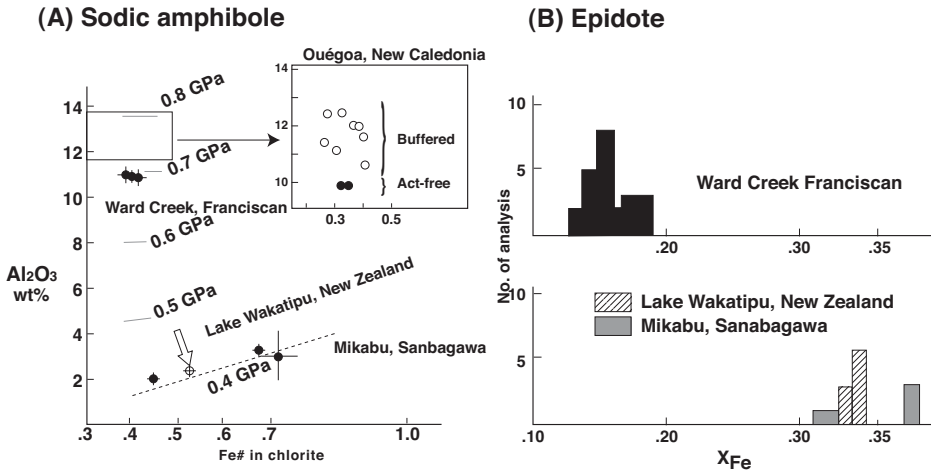 (A) Sodic amphibole
Ouégoa, New Caledonia
14
12
10
0.3
0.5
Buffered
Act-free
0.8 GPa
0.7 GPa
Ward Creek, Franciscan
0.6 GPa
0.5 GPa
Lake Wakatipu, New Zealand
Mikabu, Sanbagawa
0.4 GPa
Al2O3
wt%
14
12
10
8
6
4
2
.3
.4
.5
.7
1.0
Fe# in chlorite
(B) Epidote
No. of analysis
10
5
Ward Creek Franciscan
.20
.30
.35
10
5
Lake Wakatipu, New Zealand
Mikabu, Sanabagawa
.10
.20
.30
.35
XFe